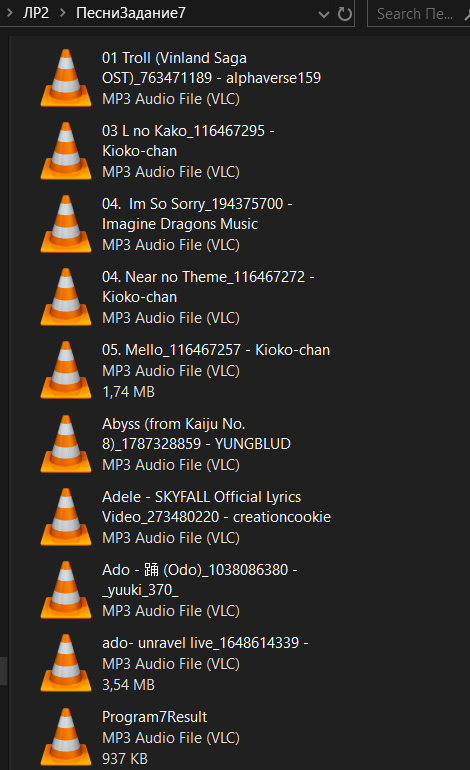 ЛР2 > ПесниЗадание7
Search Пе...
01 Troll (Vinland Saga
OST)_763471189 - alphaverse159
MP3 Audio File (VLC)
03 L no Kako_116467295 -
Kioko-chan
MP3 Audio File (VLC)
04.  Im So Sorry_194375700 -
Imagine Dragons Music
MP3 Audio File (VLC)
04. Near no Theme_116467272 -
Kioko-chan
MP3 Audio File (VLC)
05. Mello_116467257 - Kioko-chan
MP3 Audio File (VLC)
1,74 MB
Abyss (from Kaiju No.
8)_1787328859 - YUNGBLUD
MP3 Audio File (VLC)
Adele - SKYFALL Official Lyrics
Video_273480220 - creationcookie
MP3 Audio File (VLC)
Ado - 踊 (Odo)_1038086380 -
_yuuki_370_
MP3 Audio File (VLC)
ado- unravel live_1648614339 -
MP3 Audio File (VLC)
3,54 MB
Program7Result
MP3 Audio File (VLC)
937 KB